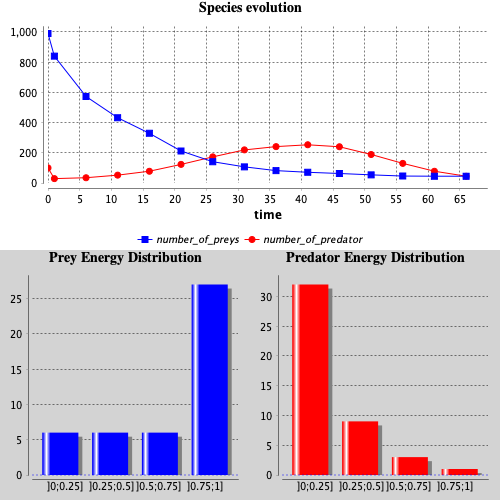 Species evolution
1,000
800
600
400
200
0
0 5 10 15 20 25 30 35 40 45 50 55 60 65
time
number_of_preys number_of_predator
Prey Energy Distribution
25
20
15
10
5
0
]0;0.25] ]0.25;0.5] ]0.5;0.75] ]0.75;1]
Predator Energy Distribution
30
25
20
15
10
5
0
]0;0.25] ]0.25;0.5] ]0.5;0.75] ]0.75;1]